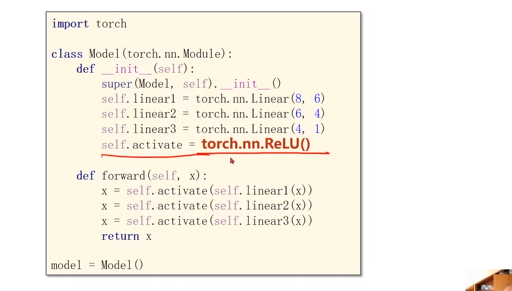 import torch
class Model(torch.nn.Module):
    def __init__(self):
        super(Model, self).__init__()
        self.linear1 = torch.nn.Linear(8, 6)
        self.linear2 = torch.nn.Linear(6, 4)
        self.linear3 = torch.nn.Linear(4, 1)
        self.activate = torch.nn.ReLU()
    def forward(self, x):
        x = self.activate(self.linear1(x))
        x = self.activate(self.linear2(x))
        x = self.activate(self.linear3(x))
        return x
model = Model()